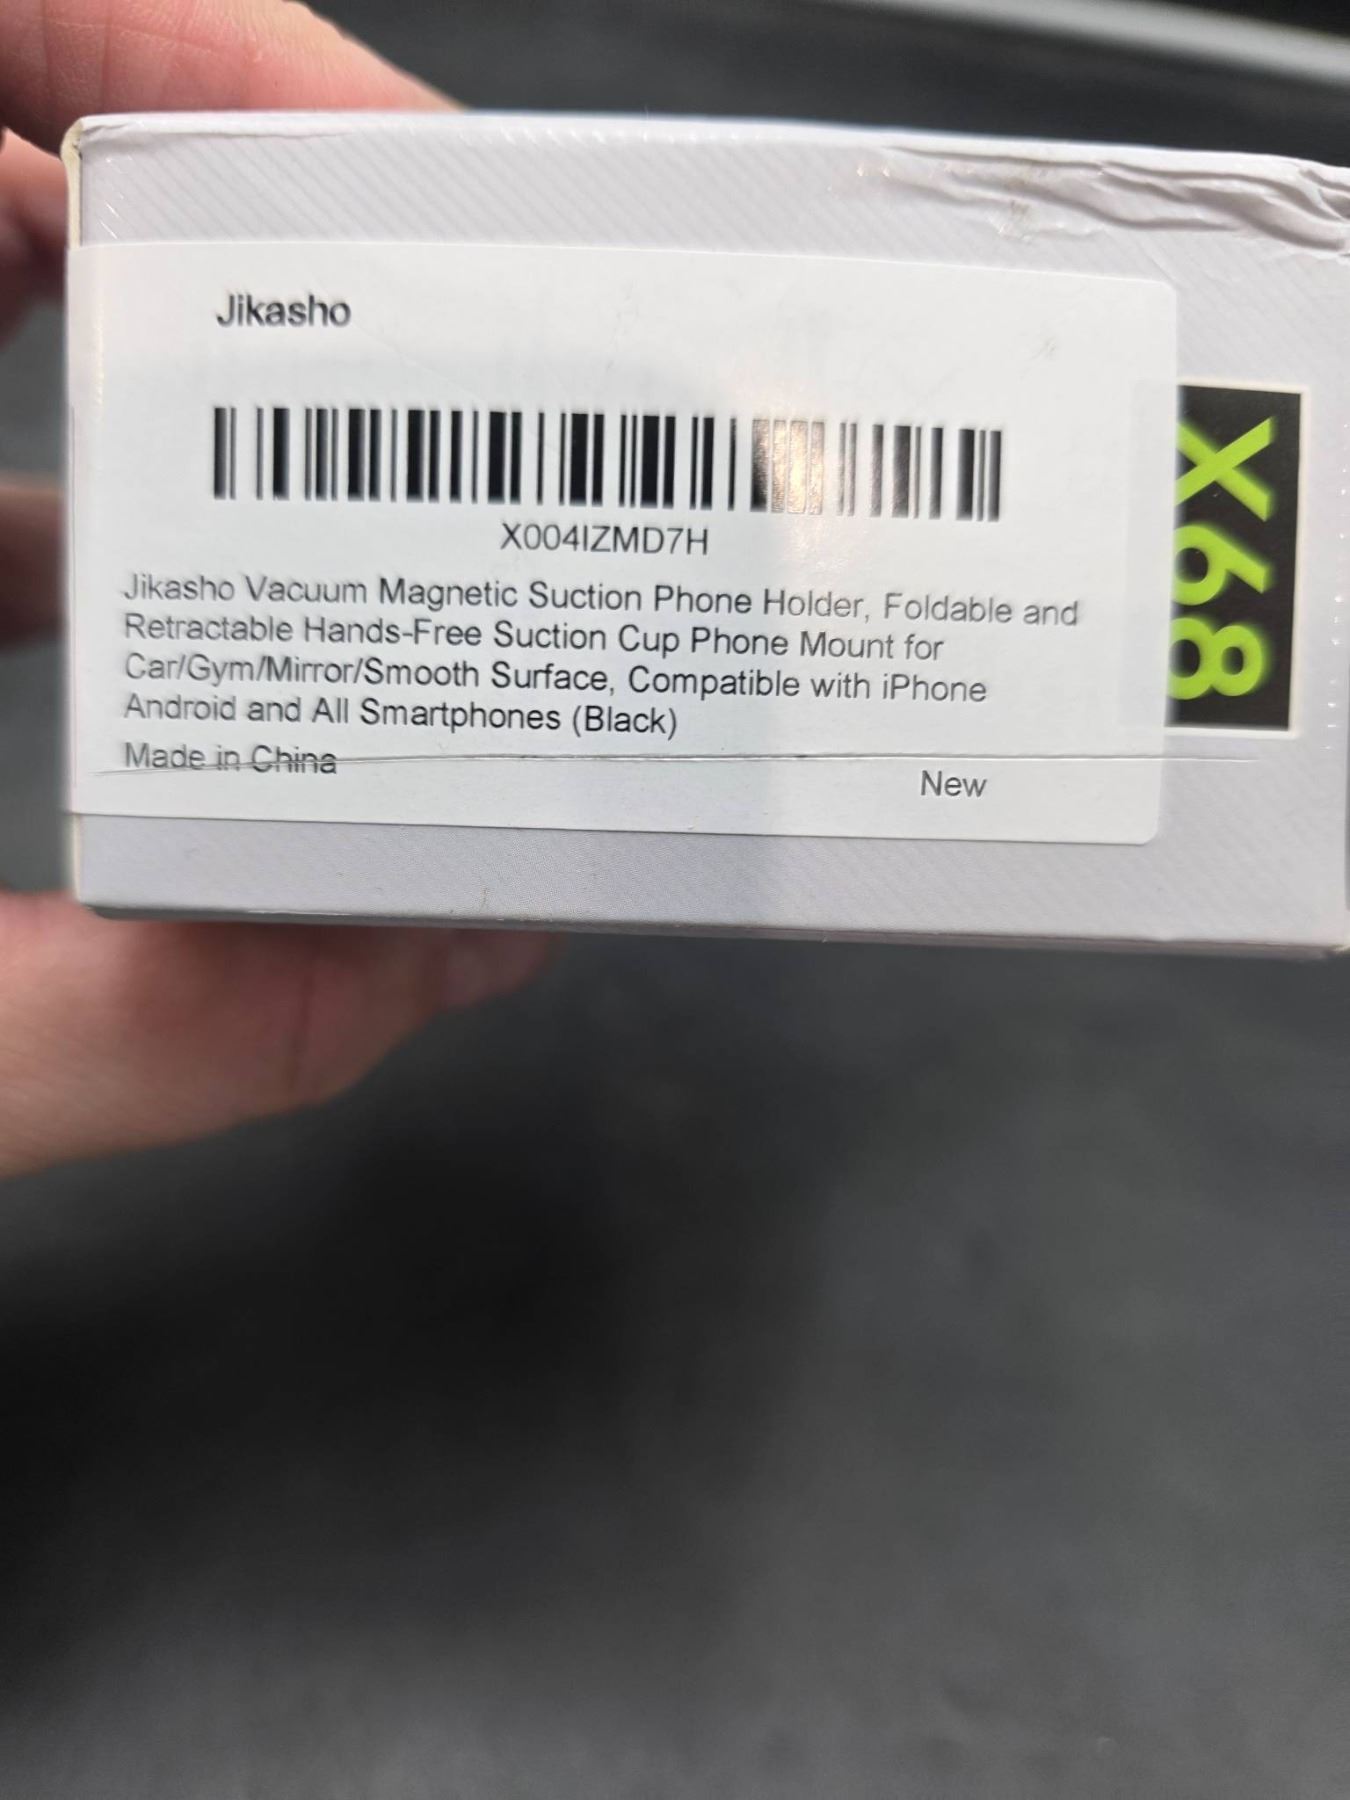 Jikasho
X004IZMD7H
Jikasho Vacuum Magnetic Suction Phone Holder, Foldable and
Retractable Hands-Free Suction Cup Phone Mount for
Car/Gym/Mirror/Smooth Surface, Compatible with iPhone
Android and All Smartphones (Black)
Made in China
New
X68